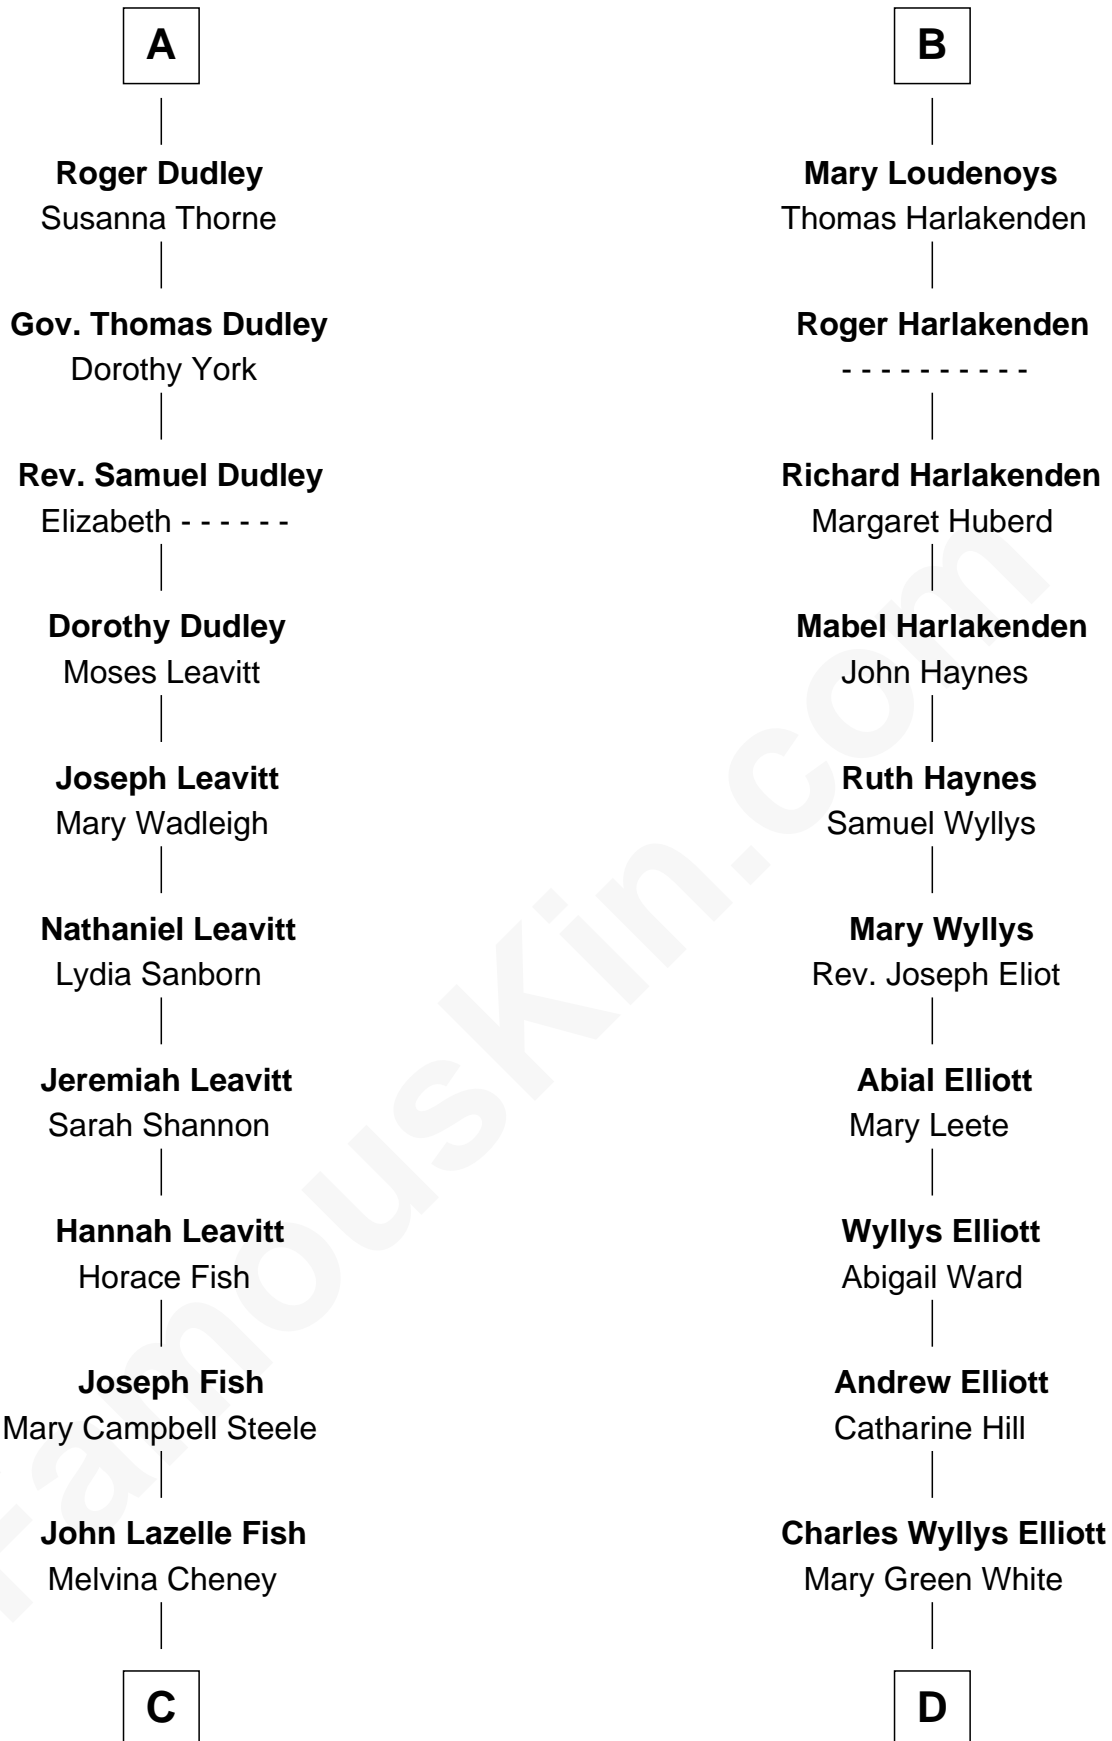 A
Roger Dudley
Susanna Thorne
Gov. Thomas Dudley
Dorothy York
Rev. Samuel Dudley
Elizabeth - - - - - -
Dorothy Dudley
Moses Leavitt
Joseph Leavitt
Mary Wadleigh
Nathaniel Leavitt
Lydia Sanborn
Jeremiah Leavitt
Sarah Shannon
Hannah Leavitt
Horace Fish
Joseph Fish
Mary Campbell Steele
John Lazelle Fish
Melvina Cheney
C
B
Mary Loudenoys
Thomas Harlakenden
Roger Harlakenden
- - - - - - - - - -
Richard Harlakenden
Margaret Huberd
Mabel Harlakenden
John Haynes
Ruth Haynes
Samuel Wyllys
Mary Wyllys
Rev. Joseph Eliot
Abial Elliott
Mary Leete
Wyllys Elliott
Abigail Ward
Andrew Elliott
Catharine Hill
Charles Wyllys Elliott
Mary Green White
D
FamousKin.com